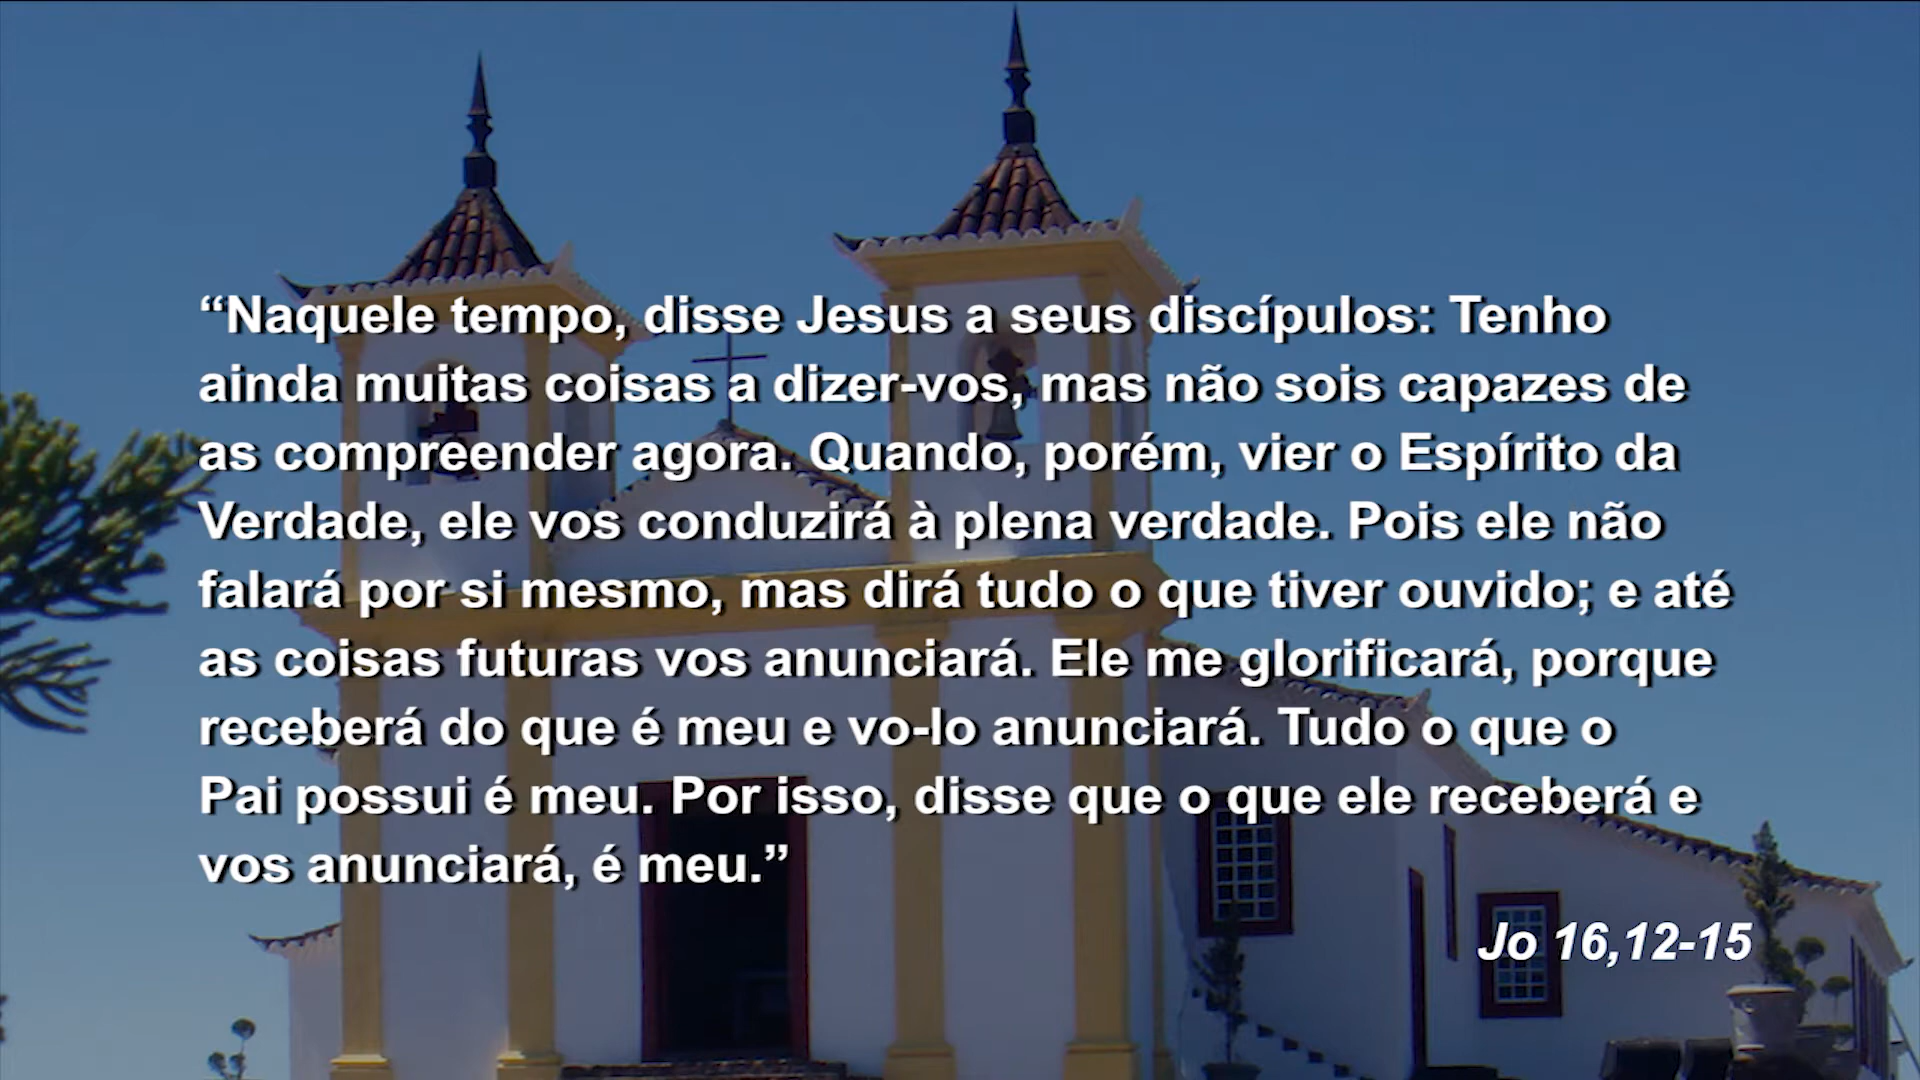 “Naquele tempo, disse Jesus a seus discípulos: Tenho
ainda muitas coisas a dizer-vos, mas não sois capazes de
as compreender agora. Quando, porém, vier o Espírito da
Verdade, ele vos conduzirá à plena verdade. Pois ele não
falará por si mesmo, mas dirá tudo o que tiver ouvido; e até
as coisas futuras vos anunciará. Ele me glorificará, porque
receberá do que é meu e vo-lo anunciará. Tudo o que o
Pai possui é meu. Por isso, disse que o que ele receberá e
vos anunciará, é meu.”
Jo 16,12-15